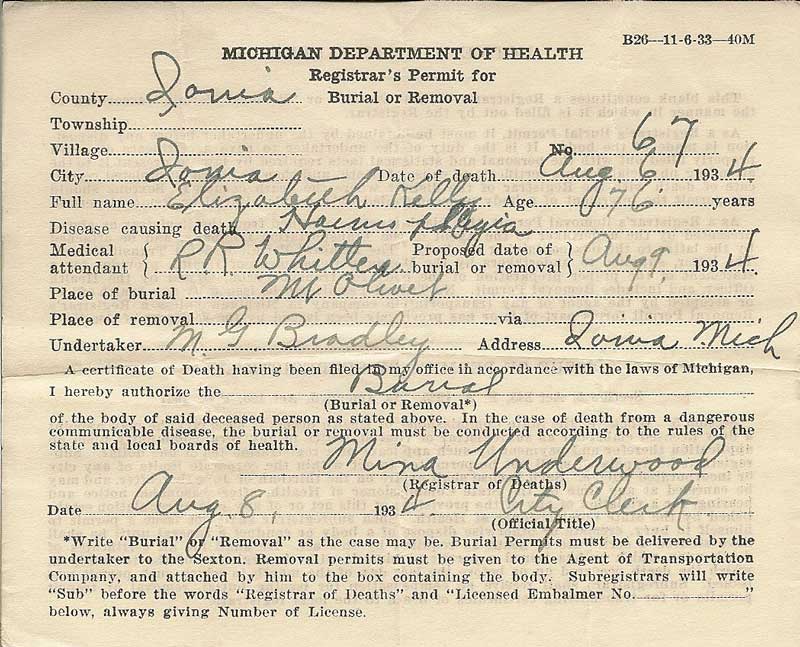 B26—11-6-33—40M
MICHIGAN DEPARTMENT OF HEALTH
Registrar's Permit for
County Ionia Burial or Removal
Township
Village No. 67
City Ionia Date of death Aug 6 1934
Full name Elizabeth Kelly Age 76 years
Disease causing death
Medical attendant { R R Whitten Proposed date of burial or removal } Aug 9, 1934.
Place of burial Mt Olivet
Place of removal via
Undertaker M. G. Bradley Address Ionia Mich
A certificate of Death having been filed in my office in accordance with the laws of Michigan,
I hereby authorize the Burial
(Burial or Removal*)
of the body of said deceased person as stated above. In the case of death from a dangerous
communicable disease, the burial or removal must be conducted according to the rules of the
state and local boards of health.
Mina Underwood
(Registrar of Deaths)
Date Aug. 8, 1934. City Clerk
(Official Title)
*Write "Burial" or "Removal" as the case may be. Burial Permits must be delivered by the
undertaker to the Sexton. Removal permits must be given to the Agent of Transportation
Company, and attached by him to the box containing the body. Subregistrars will write
"Sub" before the words "Registrar of Deaths" and "Licensed Embalmer No. "
below, always giving Number of License.